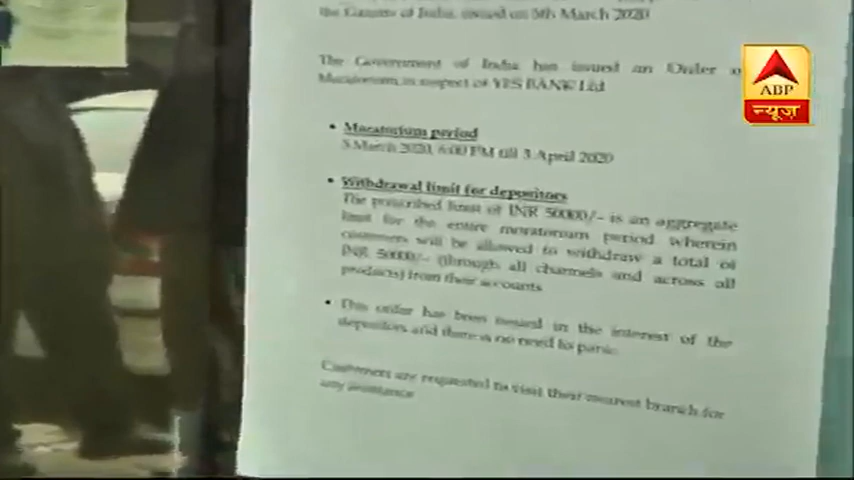 the Gazette of India, issued on 5th March 2020
The Government of India has issued an Order
Moratorium in respect of YES BANK Ltd
• Moratorium period
5 March 2020, 6:00 PM till 3 April 2020
• Withdrawal limit for depositors
The prescribed limit of INR 50000/- is an aggregate
limit for the entire moratorium period wherein
customers will be allowed to withdraw a total of
INR 50000/- (through all channels and across all
products) from their accounts
• This order has been issued in the interest of the
depositors and there is no need to panic.
Customers are requested to visit their nearest branch for
any assistance
ABP
न्यूज़